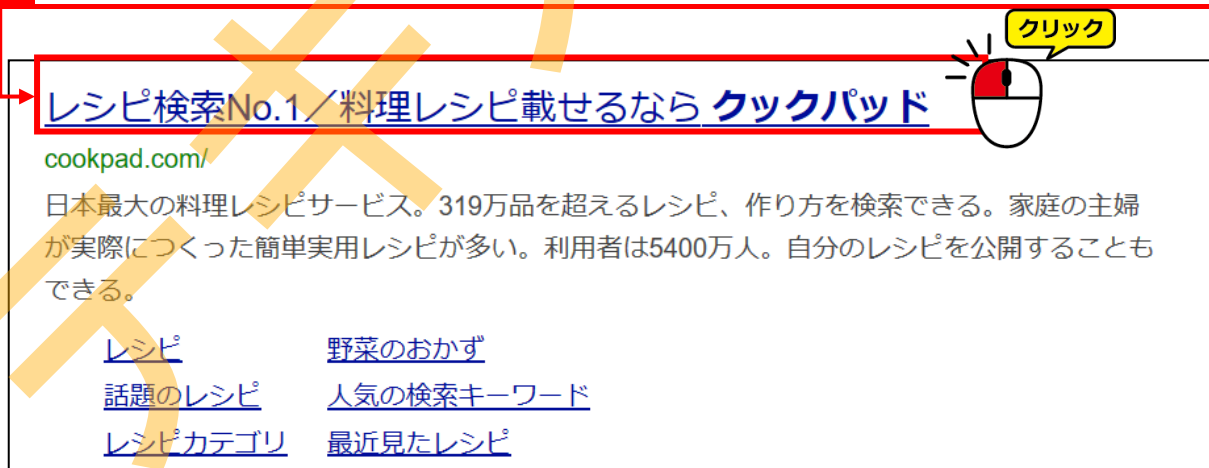 クリック
レシピ検索No.1／料理レシピ載せるなら クックパッド
cookpad.com/
日本最大の料理レシピサービス。319万品を超えるレシピ、作り方を検索できる。家庭の主婦
が実際につくった簡単実用レシピが多い。利用者は5400万人。自分のレシピを公開することも
できる。
レシピ 野菜のおかず
話題のレシピ 人気の検索キーワード
レシピカテゴリ 最近見たレシピ